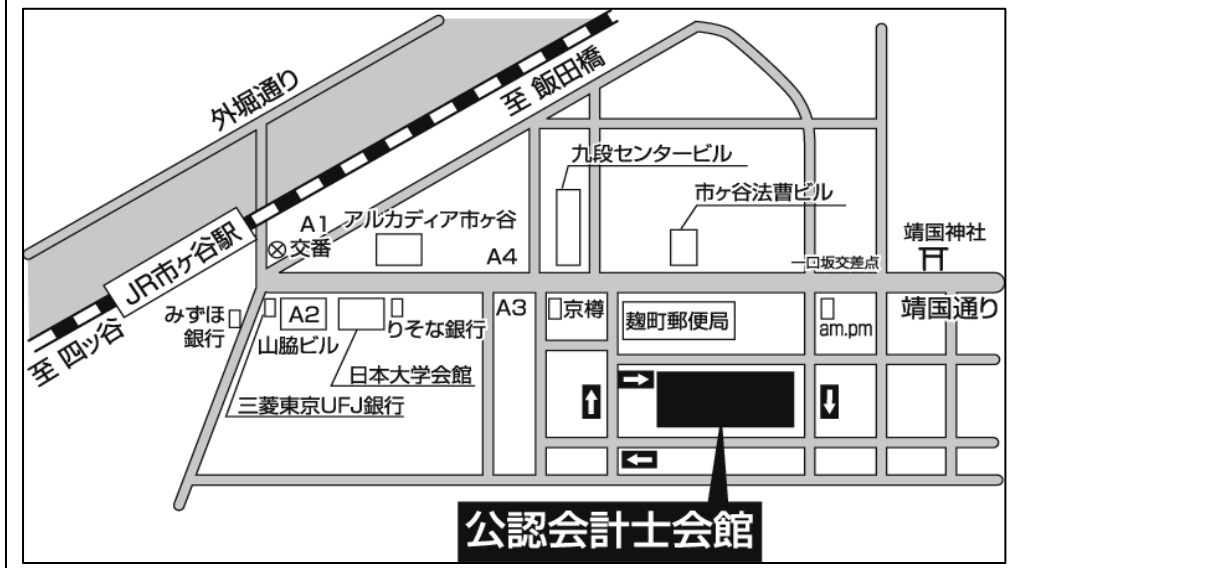 外堀通り
至 飯田橋
九段センタービル
市ヶ谷法曹ビル
A1
アルカディア市ヶ谷
交番
A4
靖国神社
一口坂交差点
JR市ヶ谷駅
至 四ッ谷
みずほ
銀行
A2
山脇ビル
りそな銀行
A3
京樽
麹町郵便局
am.pm
靖国通り
日本大学会館
三菱東京UFJ銀行
公認会計士会館